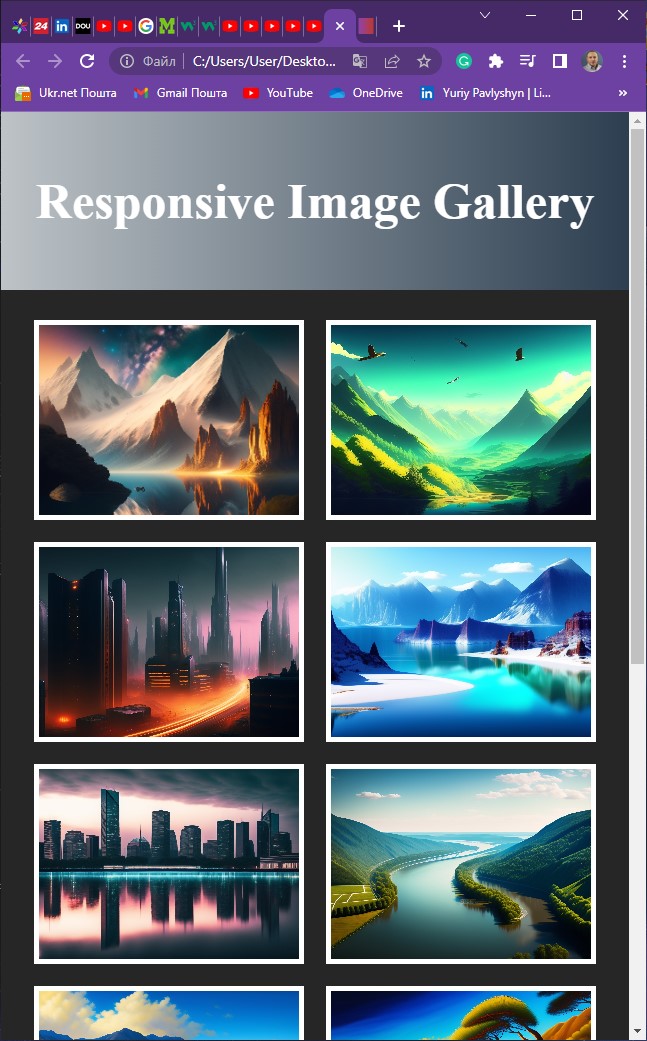 24 in DOU G M
Файл C:/Users/User/Deskto...
Ukr.net Пошта Gmail Пошта YouTube OneDrive in Yuriy Pavlyshyn | Li... »
Responsive Image Gallery